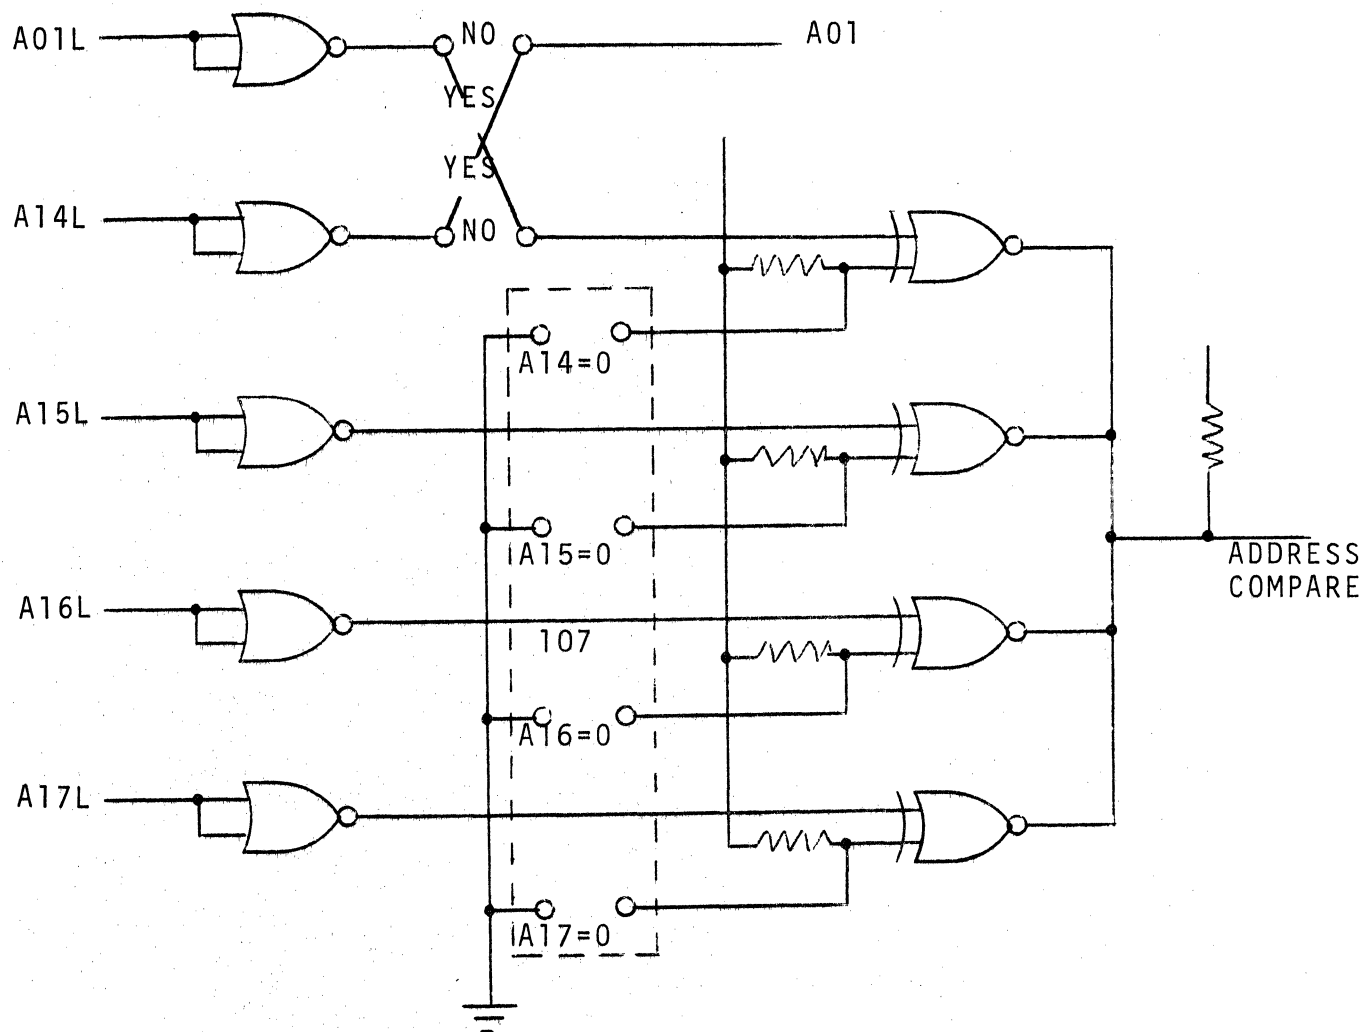 A01L
NO
A01
YES
YES
A14L
NO
A14=0
A15L
A15=0
ADDRESS
COMPARE
A16L
107
A16=0
A17L
A17=0